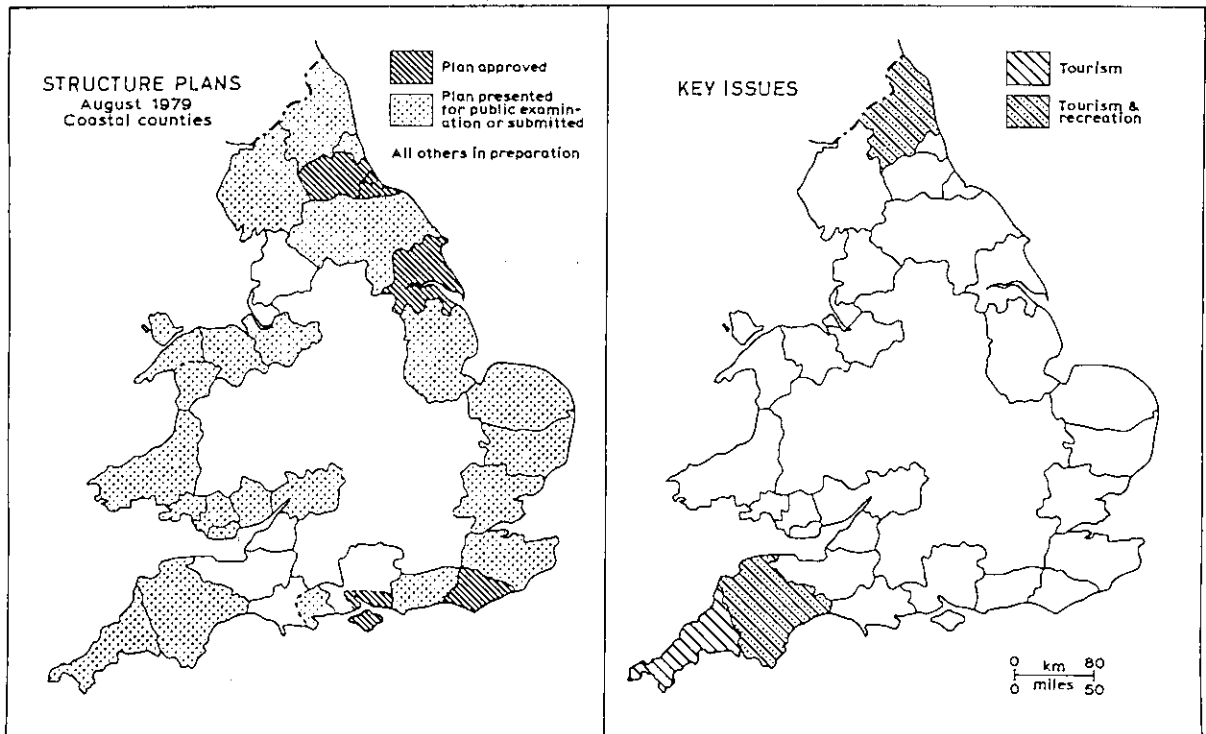 STRUCTURE PLANS
August 1979
Coastal counties
Plan approved
Plan presented
for public examin-
ation or submitted
All others in preparation
KEY ISSUES
Tourism
Tourism &
recreation
0 km 80
0 miles 50